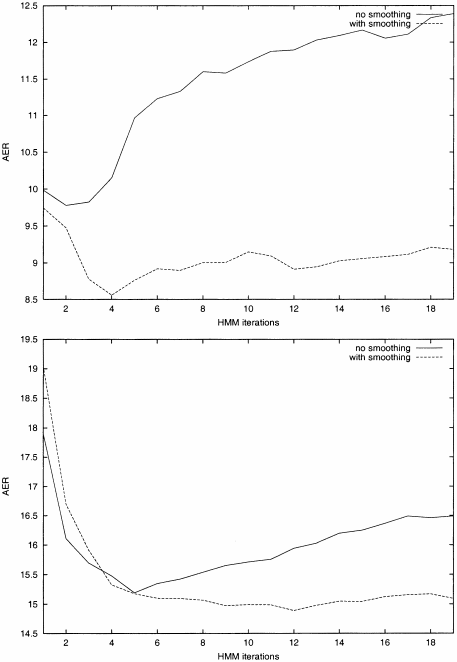 12.5
no smoothing
with smoothing
12
11.5
11
10.5
AER
10
9.5
9
8.5
2 4 6 8 10 12 14 16 18
HMM iterations
19.5
no smoothing
with smoothing
19
18.5
18
17.5
17
AER
16.5
16
15.5
15
14.5
2 4 6 8 10 12 14 16 18
HMM iterations